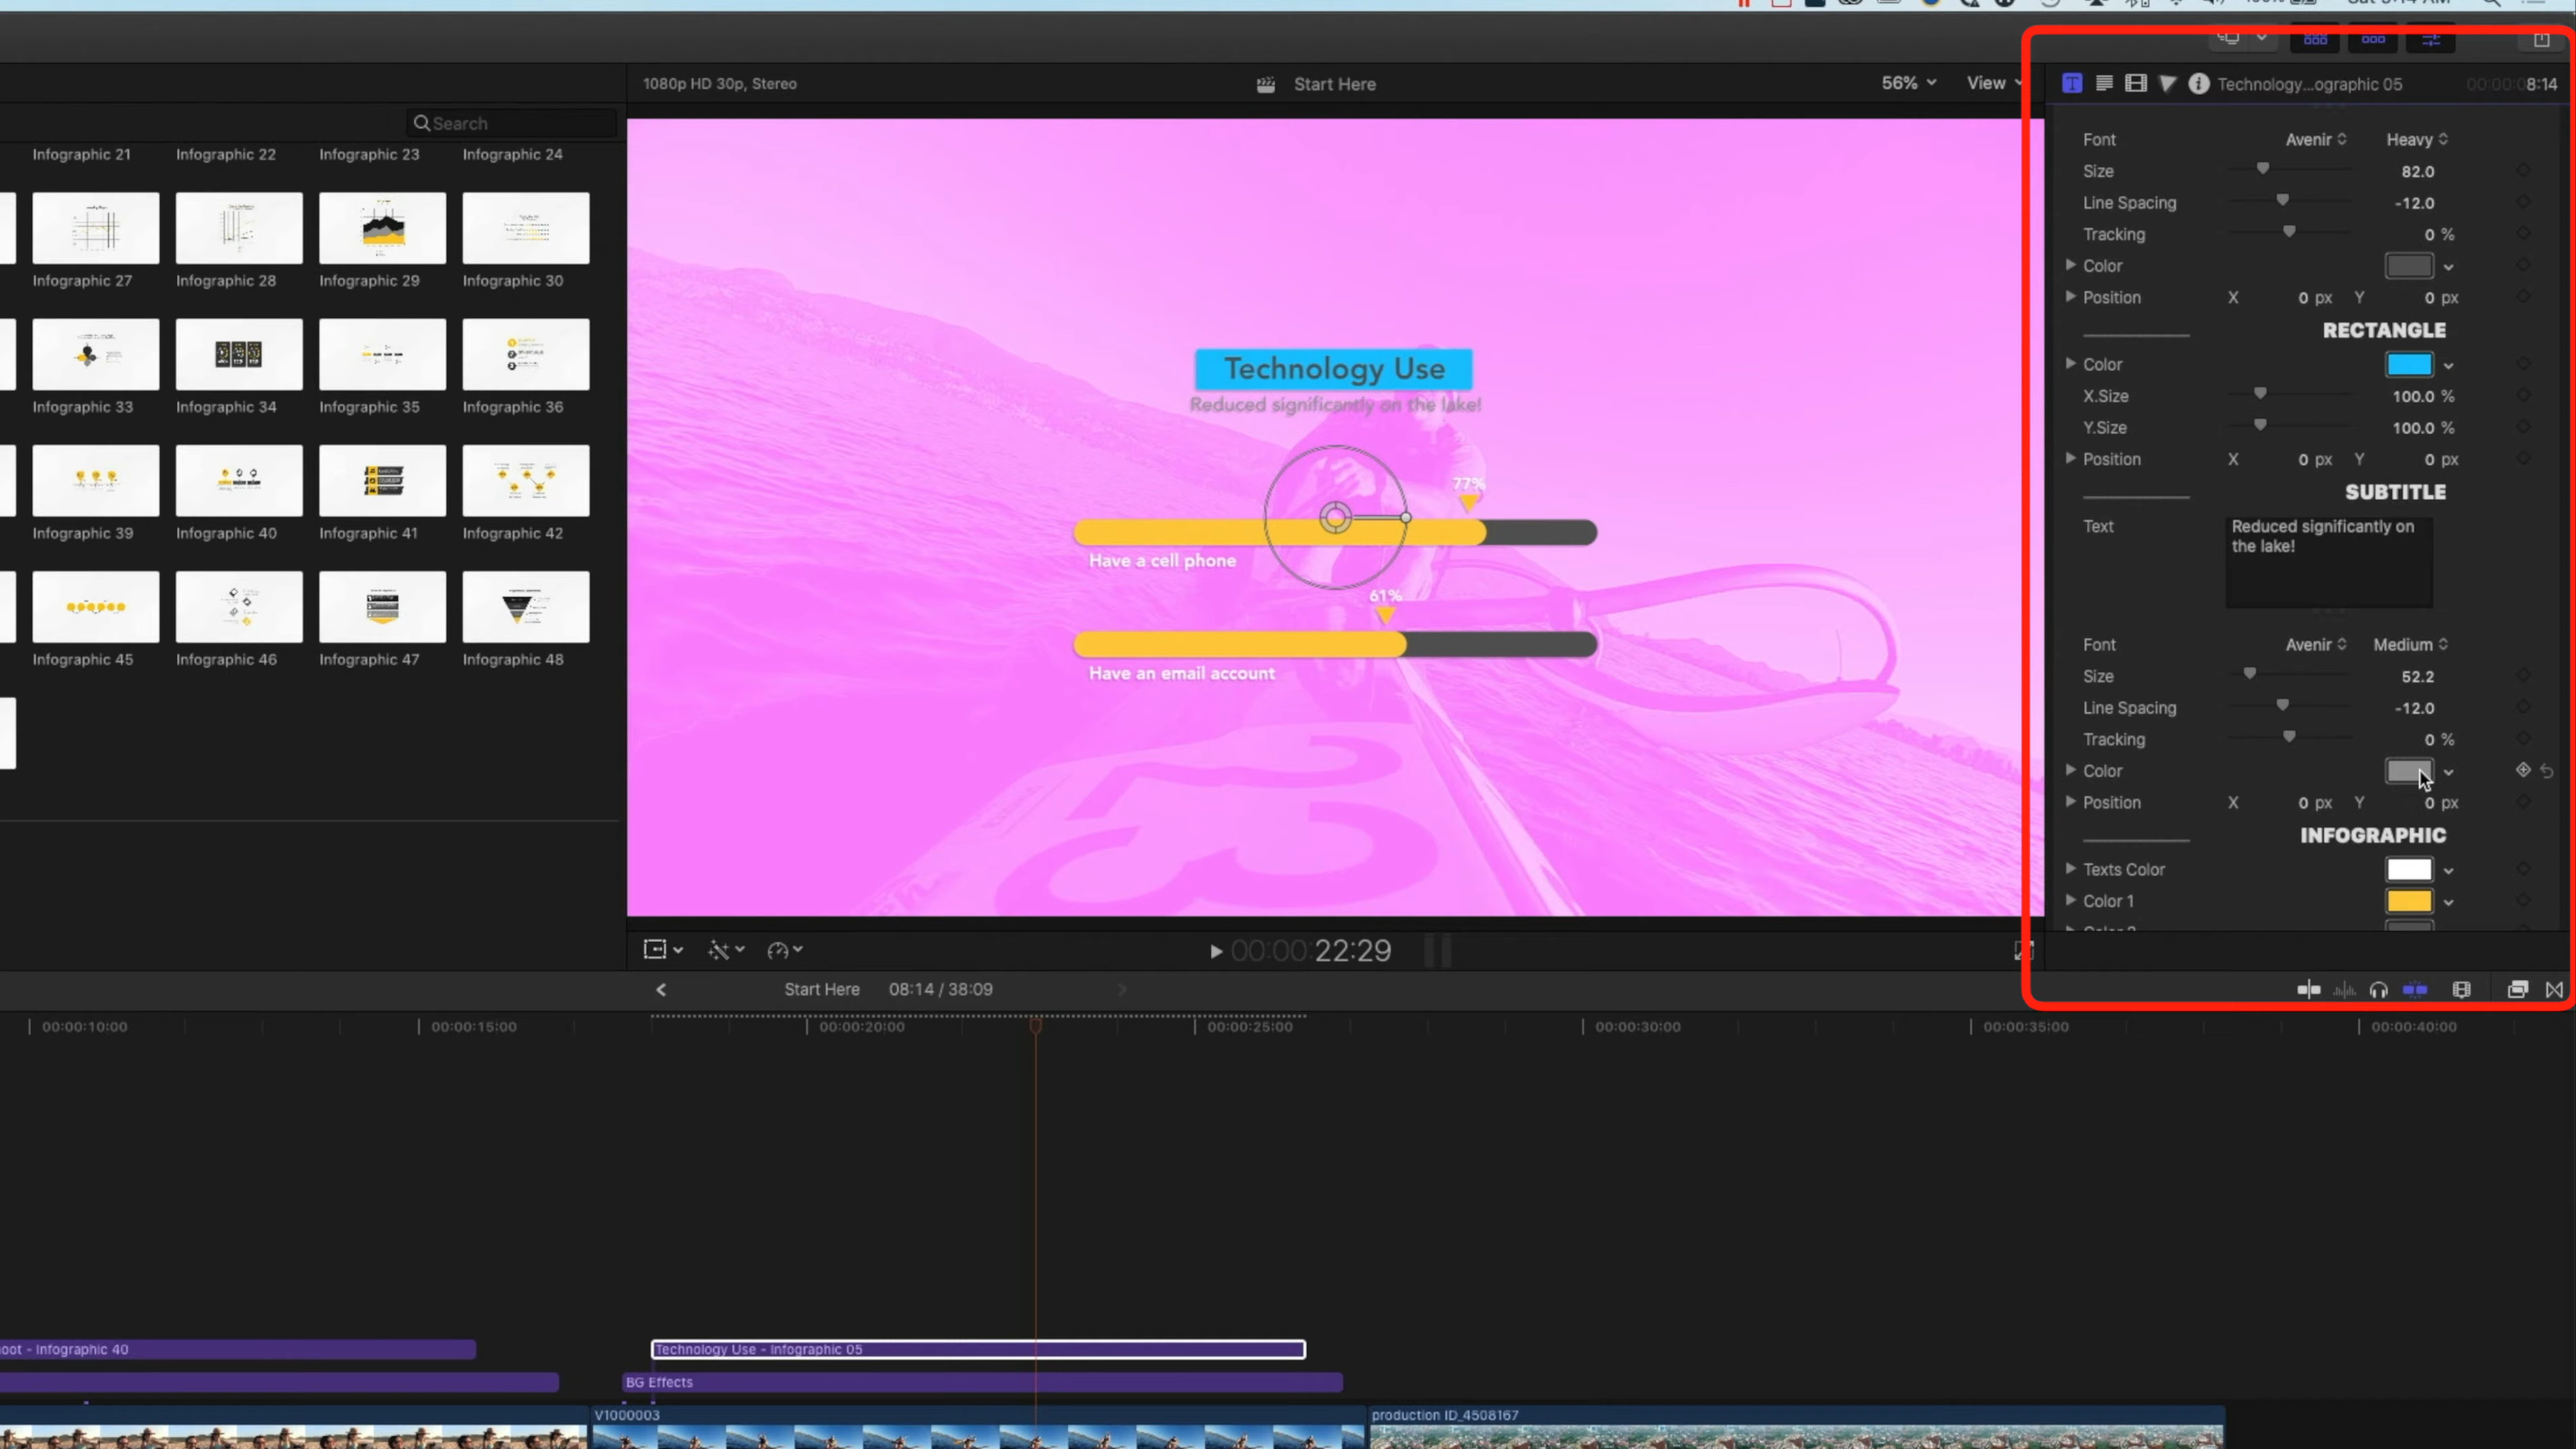 1080p HD 30p, Stereo
Start Here
56%
View
Technology...ographic 05
00:00:08:14
Search
Infographic 21
Infographic 22
Infographic 23
Infographic 24
Infographic 27
Infographic 28
Infographic 29
Infographic 30
Infographic 33
Infographic 34
Infographic 35
Infographic 36
Infographic 39
Infographic 40
Infographic 41
Infographic 42
Infographic 45
Infographic 46
Infographic 47
Infographic 48
Technology Use
Reduced significantly on the lake!
77%
Have a cell phone
61%
Have an email account
Font Avenir Heavy
Size 82.0
Line Spacing -12.0
Tracking 0 %
Color
Position X 0 px Y 0 px
RECTANGLE
Color
X.Size 100.0 %
Y.Size 100.0 %
Position X 0 px Y 0 px
SUBTITLE
Text Reduced significantly on
the lake!
Font Avenir Medium
Size 52.2
Line Spacing -12.0
Tracking 0 %
Color
Position X 0 px Y 0 px
INFOGRAPHIC
Texts Color
Color 1
00:00:22:29
Start Here 08:14 / 38:09
00:00:10:00
00:00:15:00
00:00:20:00
00:00:25:00
00:00:30:00
00:00:35:00
00:00:40:00
oot - Infographic 40
Technology Use - Infographic 05
BG Effects
V1000003
production ID_4508167